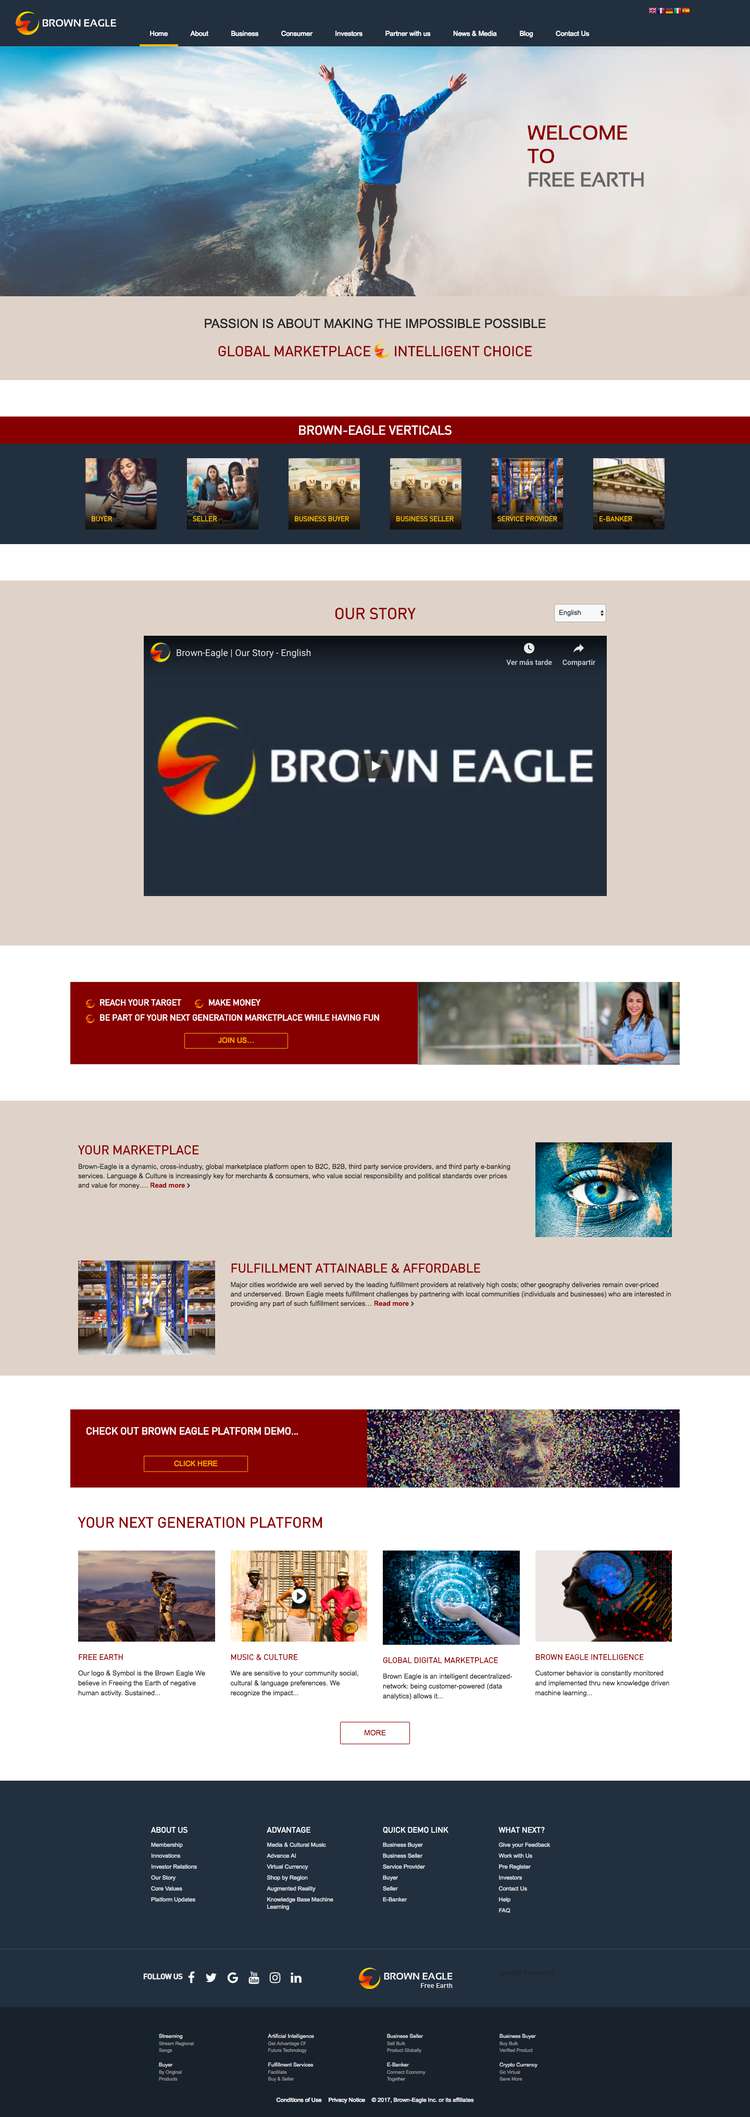 BROWN EAGLE
Home About Business Consumer Investors Partner with us News & Media Blog Contact Us
WELCOME
TO
FREE EARTH
PASSION IS ABOUT MAKING THE IMPOSSIBLE POSSIBLE
GLOBAL MARKETPLACE INTELLIGENT CHOICE
BROWN-EAGLE VERTICALS
BUYER SELLER BUSINESS BUYER BUSINESS SELLER SERVICE PROVIDER E-BANKER
OUR STORY
English
Brown-Eagle | Our Story - English
Ver más tarde Compartir
BROWN EAGLE
REACH YOUR TARGET MAKE MONEY
BE PART OF YOUR NEXT GENERATION MARKETPLACE WHILE HAVING FUN
JOIN US...
YOUR MARKETPLACE
Brown-Eagle is a dynamic, cross-industry, global marketplace platform open to B2C, B2B, third party service providers, and third party e-banking
services. Language & Culture is increasingly key for merchants & consumers, who value social responsibility and political standards over prices
and value for money.... Read more ›
FULFILLMENT ATTAINABLE & AFFORDABLE
Major cities worldwide are well served by the leading fulfillment providers at relatively high costs; other geography deliveries remain over-priced
and underserved. Brown Eagle meets fulfillment challenges by partnering with local communities (individuals and businesses) who are interested in
providing any part of such fulfillment services... Read more ›
CHECK OUT BROWN EAGLE PLATFORM DEMO...
CLICK HERE
YOUR NEXT GENERATION PLATFORM
FREE EARTH
Our logo & Symbol is the Brown Eagle We
believe in Freeing the Earth of negative
human activity. Sustained...
MUSIC & CULTURE
We are sensitive to your community social,
cultural & language preferences. We
recognize the impact...
GLOBAL DIGITAL MARKETPLACE
Brown Eagle is an intelligent decentralized-
network: being customer-powered (data
analytics) allows it...
BROWN EAGLE INTELLIGENCE
Customer behavior is constantly monitored
and implemented thru new knowledge driven
machine learning...
MORE
ABOUT US
Membership
Innovations
Investor Relations
Our Story
Core Values
Platform Updates
ADVANTAGE
Media & Cultural Music
Advance AI
Virtual Currency
Shop by Region
Augmented Reality
Knowledge Base Machine
Learning
QUICK DEMO LINK
Business Buyer
Business Seller
Service Provider
Buyer
Seller
E-Banker
WHAT NEXT?
Give your Feedback
Work with Us
Pre Register
Investors
Contact Us
Help
FAQ
FOLLOW US
BROWN EAGLE
Free Earth
Streaming
Stream Regional
Songs
Artificial Intelligence
Get Advantage Of
Future Technology
Business Seller
Sell Bulk
Product Globally
Business Buyer
Buy Bulk
Verified Product
Buyer
By Original
Products
Fulfillment Services
Facilitate
Buy & Seller
E-Banker
Connect Economy
Together
Crypto Currency
Go Virtual
Save More
Conditions of Use Privacy Notice © 2017, Brown-Eagle Inc. or its affiliates